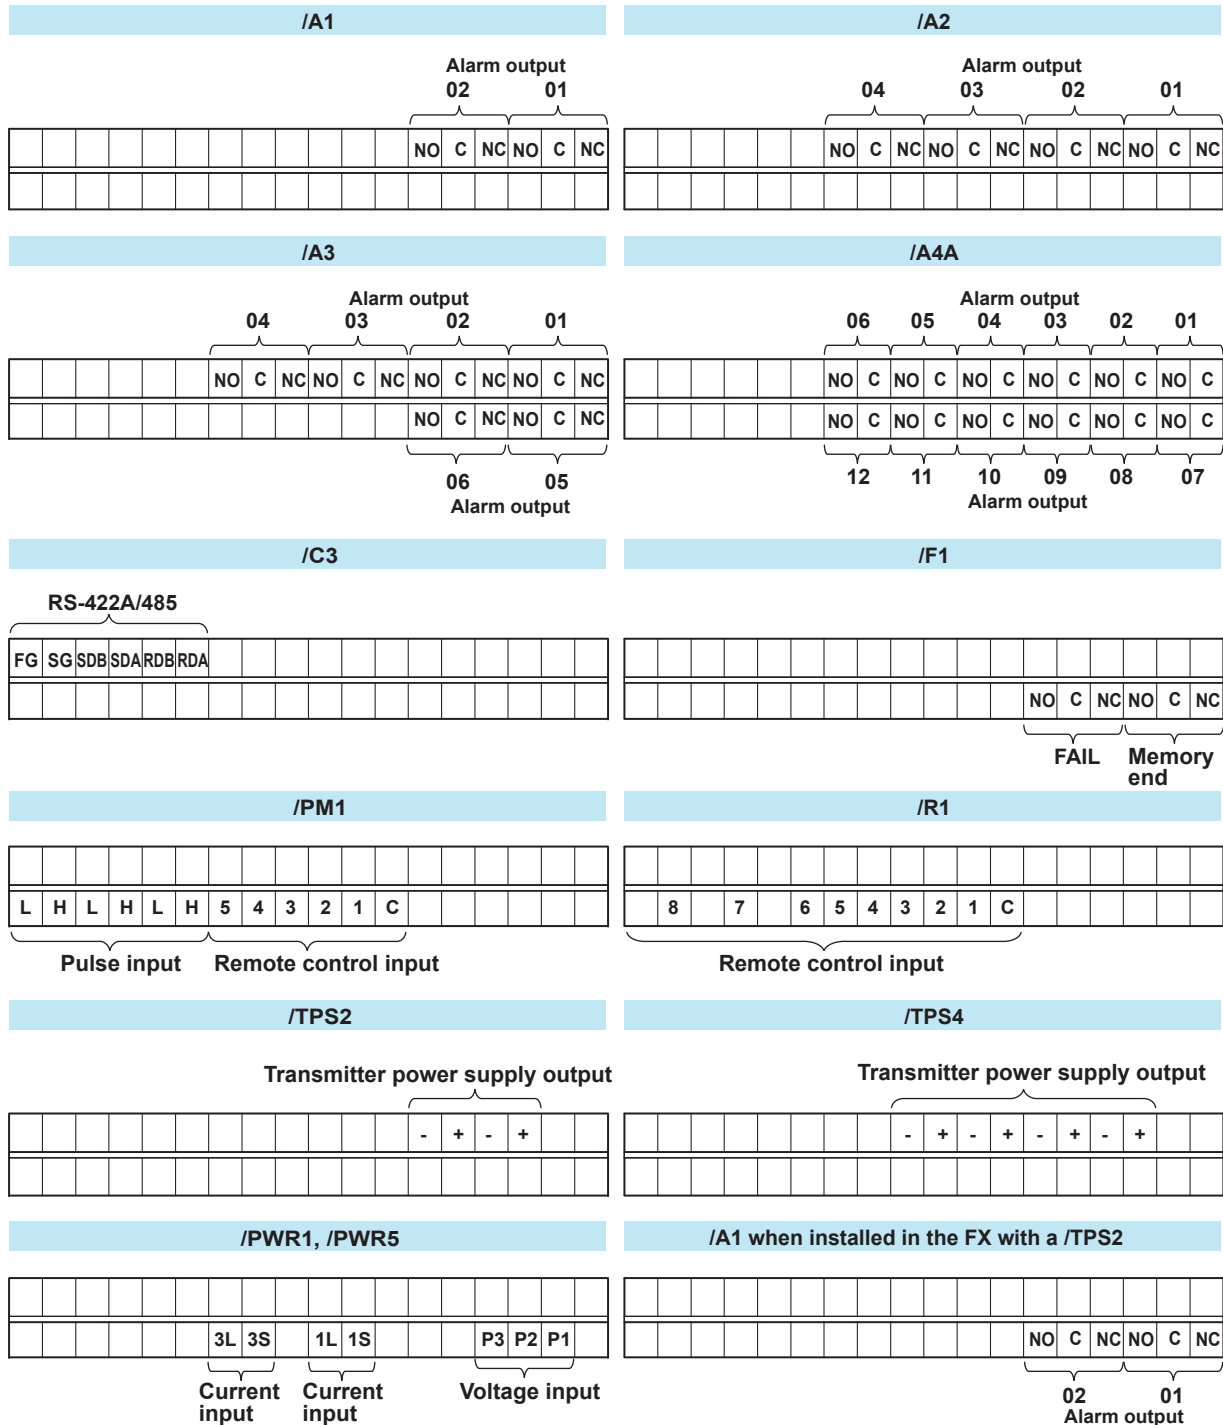 /A1
Alarm output
02 01
NO C NC NO C NC
/A2
Alarm output
04 03 02 01
NO C NC NO C NC NO C NC NO C NC
/A3
Alarm output
04 03 02 01
NO C NC NO C NC NO C NC NO C NC
NO C NC NO C NC
06 05
Alarm output
/A4A
Alarm output
06 05 04 03 02 01
NO C NO C NO C NO C NO C NO C
NO C NO C NO C NO C NO C NO C
12 11 10 09 08 07
Alarm output
/C3
RS-422A/485
FG SG SDB SDA RDB RDA
/F1
NO C NC NO C NC
FAIL Memory
end
/PM1
L H L H L H 5 4 3 2 1 C
Pulse input Remote control input
/R1
8 7 6 5 4 3 2 1 C
Remote control input
/TPS2
Transmitter power supply output
- + - +
/TPS4
Transmitter power supply output
- + - + - + - +
/PWR1, /PWR5
3L 3S 1L 1S P3 P2 P1
Current Current Voltage input
input input
/A1 when installed in the FX with a /TPS2
NO C NC NO C NC
02 01
Alarm output